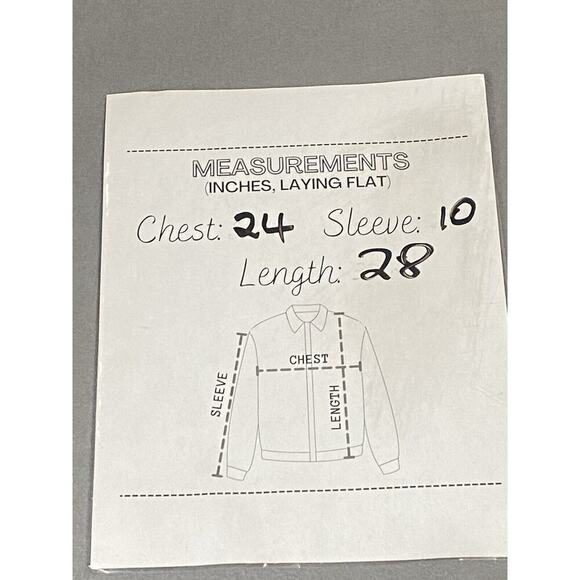 MEASUREMENTS
(INCHES, LAYING FLAT)
Chest: 24 Sleeve: 10
Length: 28
CHEST
SLEEVE
LENGTH